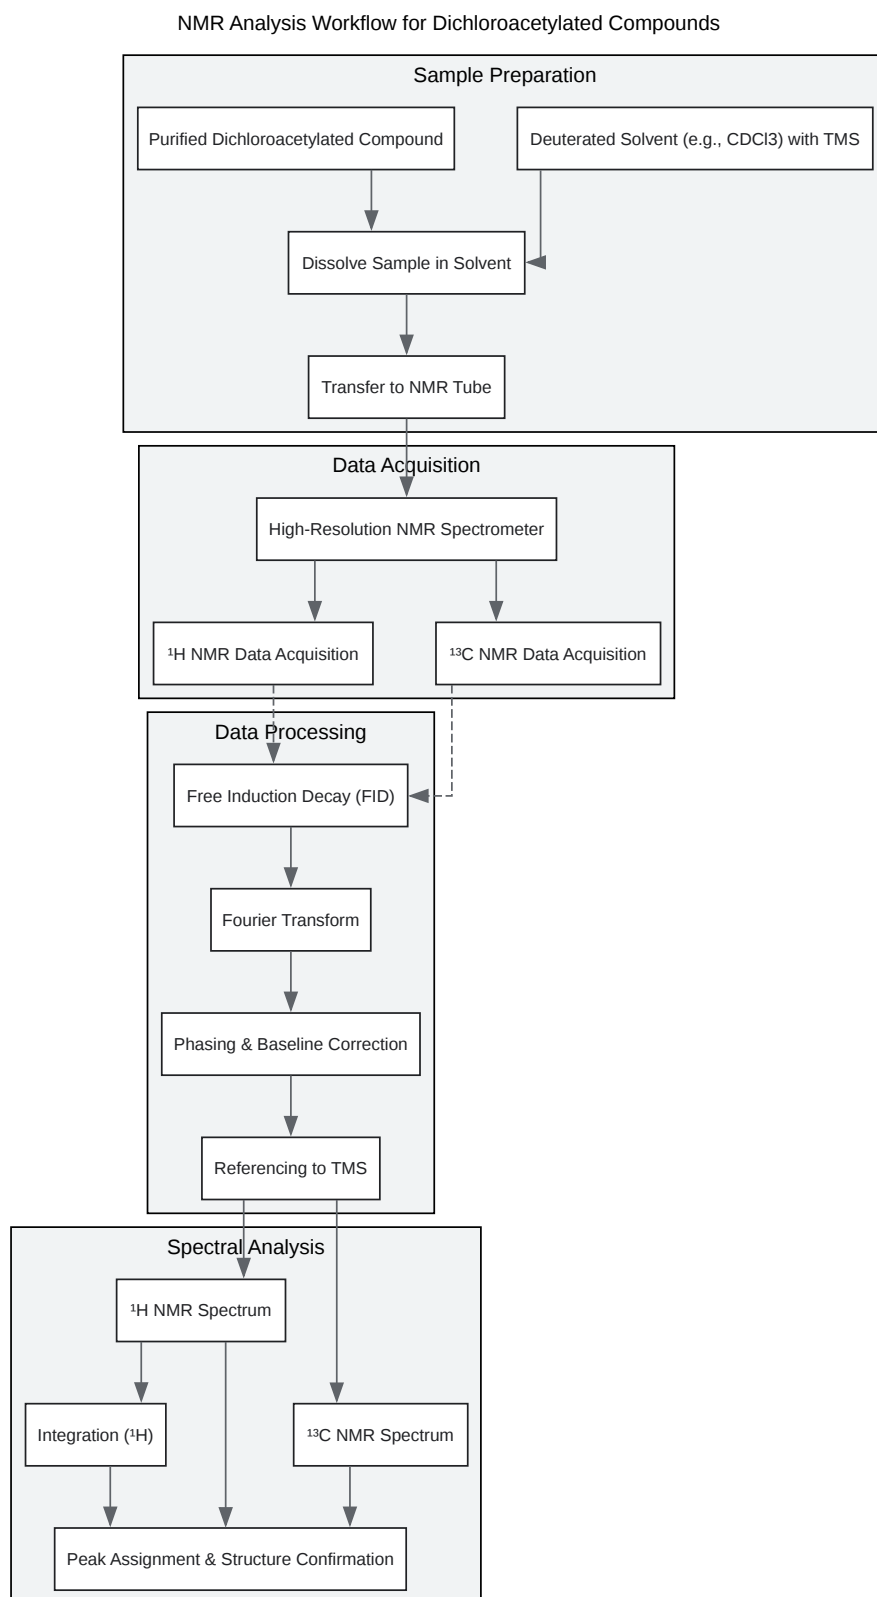 NMR Analysis Workflow for Dichloroacetylated Compounds
Sample Preparation
Purified Dichloroacetylated Compound
Deuterated Solvent (e.g., CDCl3) with TMS
Dissolve Sample in Solvent
Transfer to NMR Tube
Data Acquisition
High-Resolution NMR Spectrometer
¹H NMR Data Acquisition
¹³C NMR Data Acquisition
Data Processing
Free Induction Decay (FID)
Fourier Transform
Phasing & Baseline Correction
Referencing to TMS
Spectral Analysis
¹H NMR Spectrum
Integration (¹H)
¹³C NMR Spectrum
Peak Assignment & Structure Confirmation